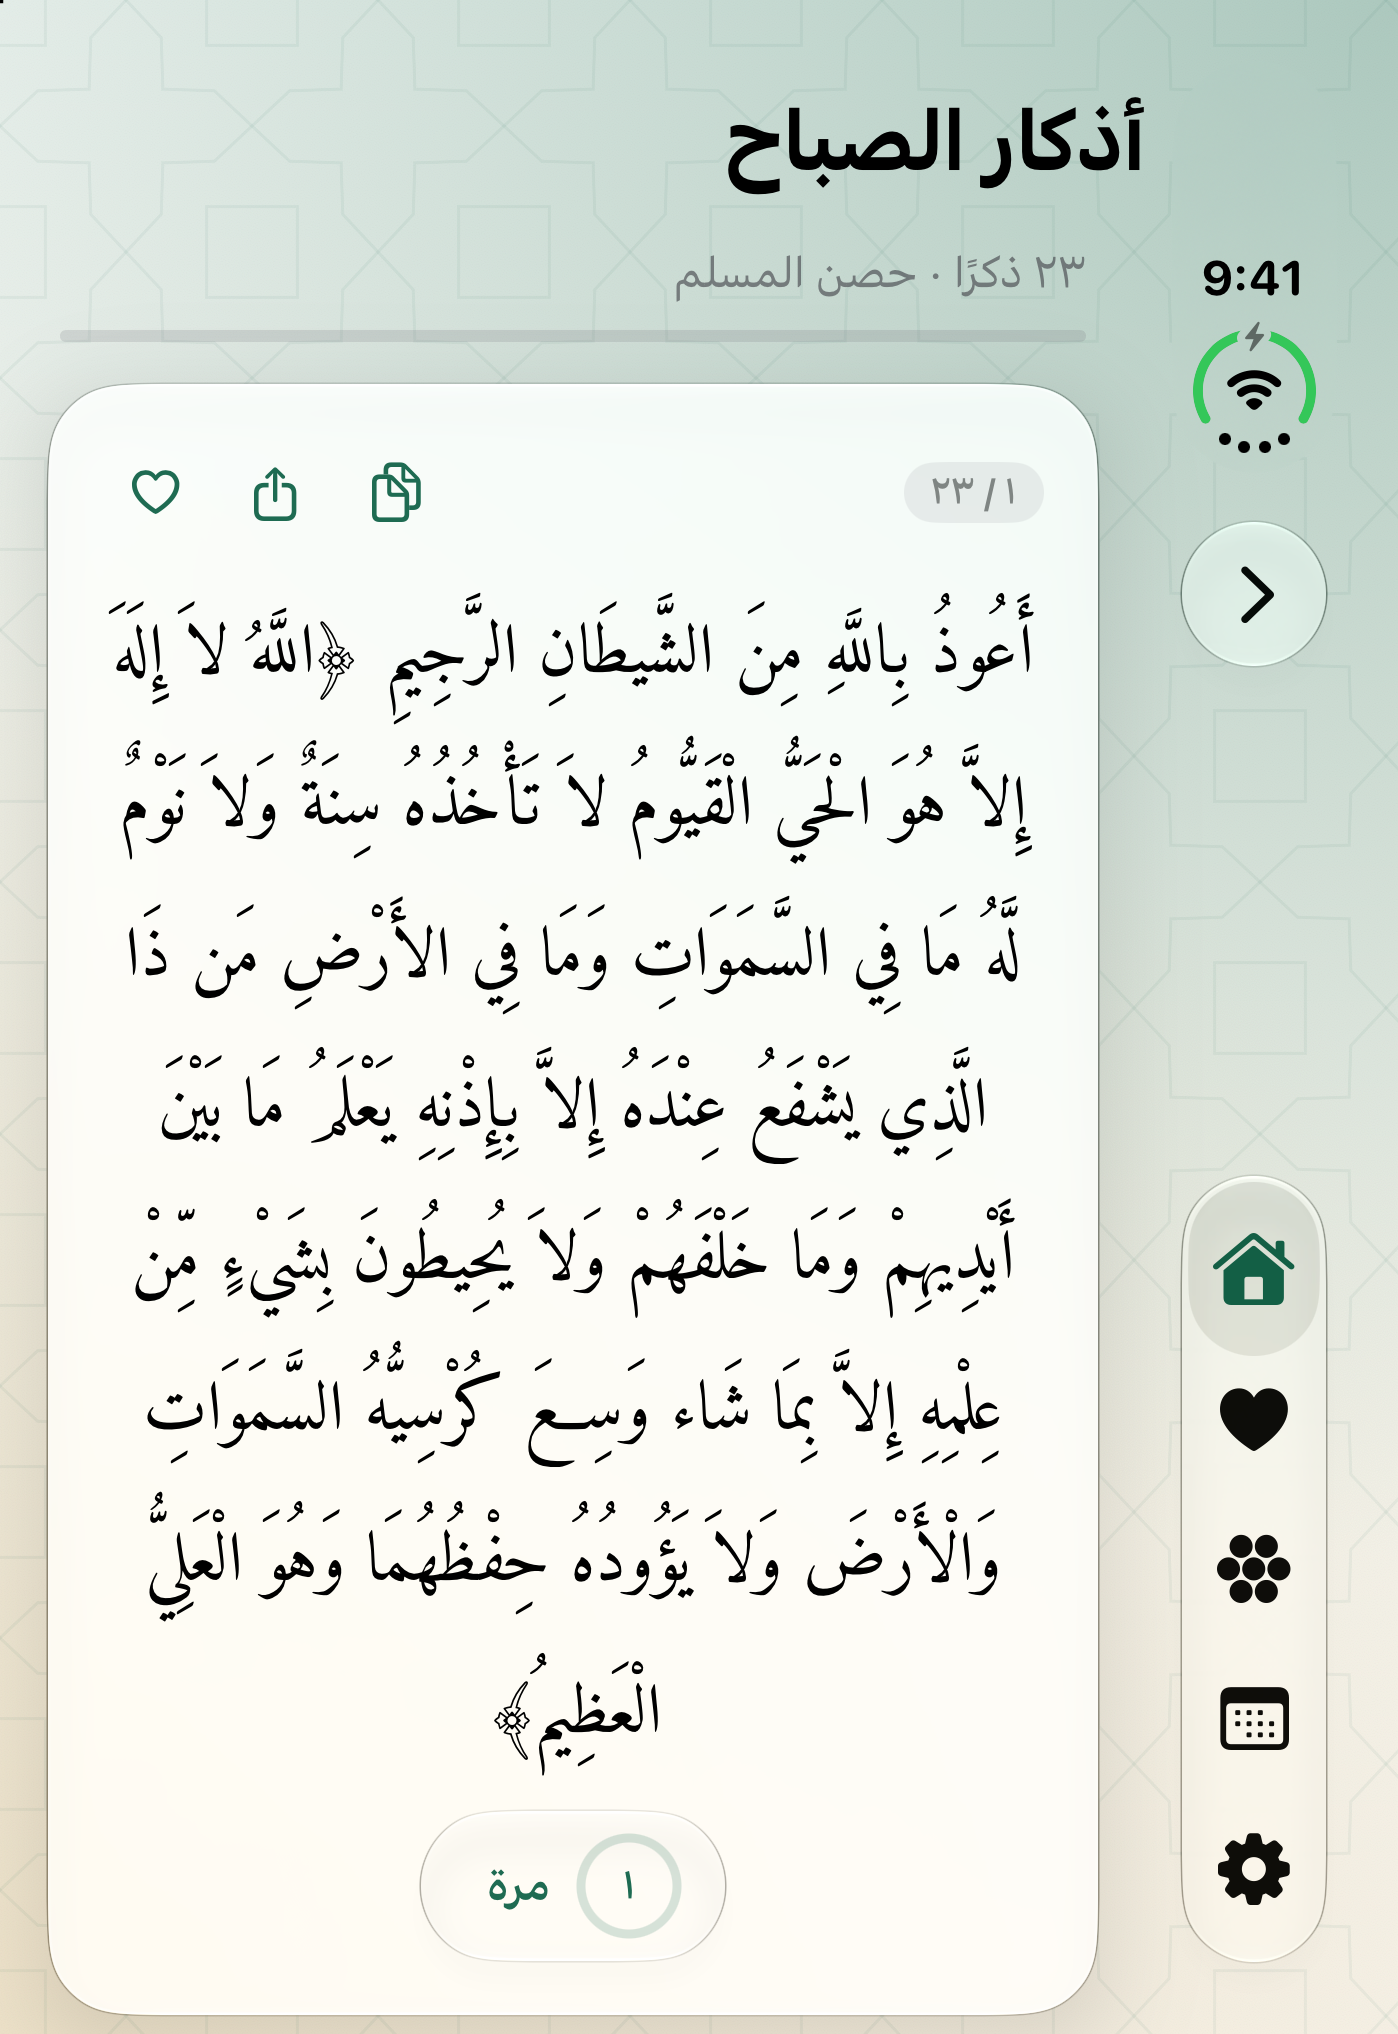 أذكار الصباح
٢٣ ذكرًا · حصن المسلم
9:41
١ / ٢٣
أَعُوذُ بِاللَّهِ مِنَ الشَّيطَانِ الرَّجِيمِ ﴿اللَّهُ لاَ إِلَهَ
إِلاَّ هُوَ الْحَيُّ الْقَيُّومُ لاَ تَأْخُذُهُ سِنَةٌ وَلاَ نَوْمٌ
لَّهُ مَا فِي السَّمَوَاتِ وَمَا فِي الأَرْضِ مَن ذَا
الَّذِي يَشْفَعُ عِنْدَهُ إِلاَّ بِإِذْنِهِ يَعْلَمُ مَا بَيْنَ
أَيْدِيهِمْ وَمَا خَلْفَهُمْ وَلاَ يُحِيطُونَ بِشَيْءٍ مِّنْ
عِلْمِهِ إِلاَّ بِمَا شَاء وَسِعَ كُرْسِيُّهُ السَّمَوَاتِ
وَالْأَرْضَ وَلاَ يَؤُودُهُ حِفْظُهُمَا وَهُوَ الْعَلِيُّ
الْعَظِيمُ﴾
١ مرة